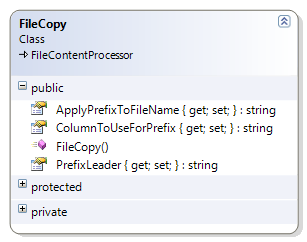 FileCopy
Class
FileContentProcessor
public
ApplyPrefixToFileName { get; set; } : string
ColumnToUseForPrefix { get; set; } : string
FileCopy()
PrefixLeader { get; set; } : string
protected
private